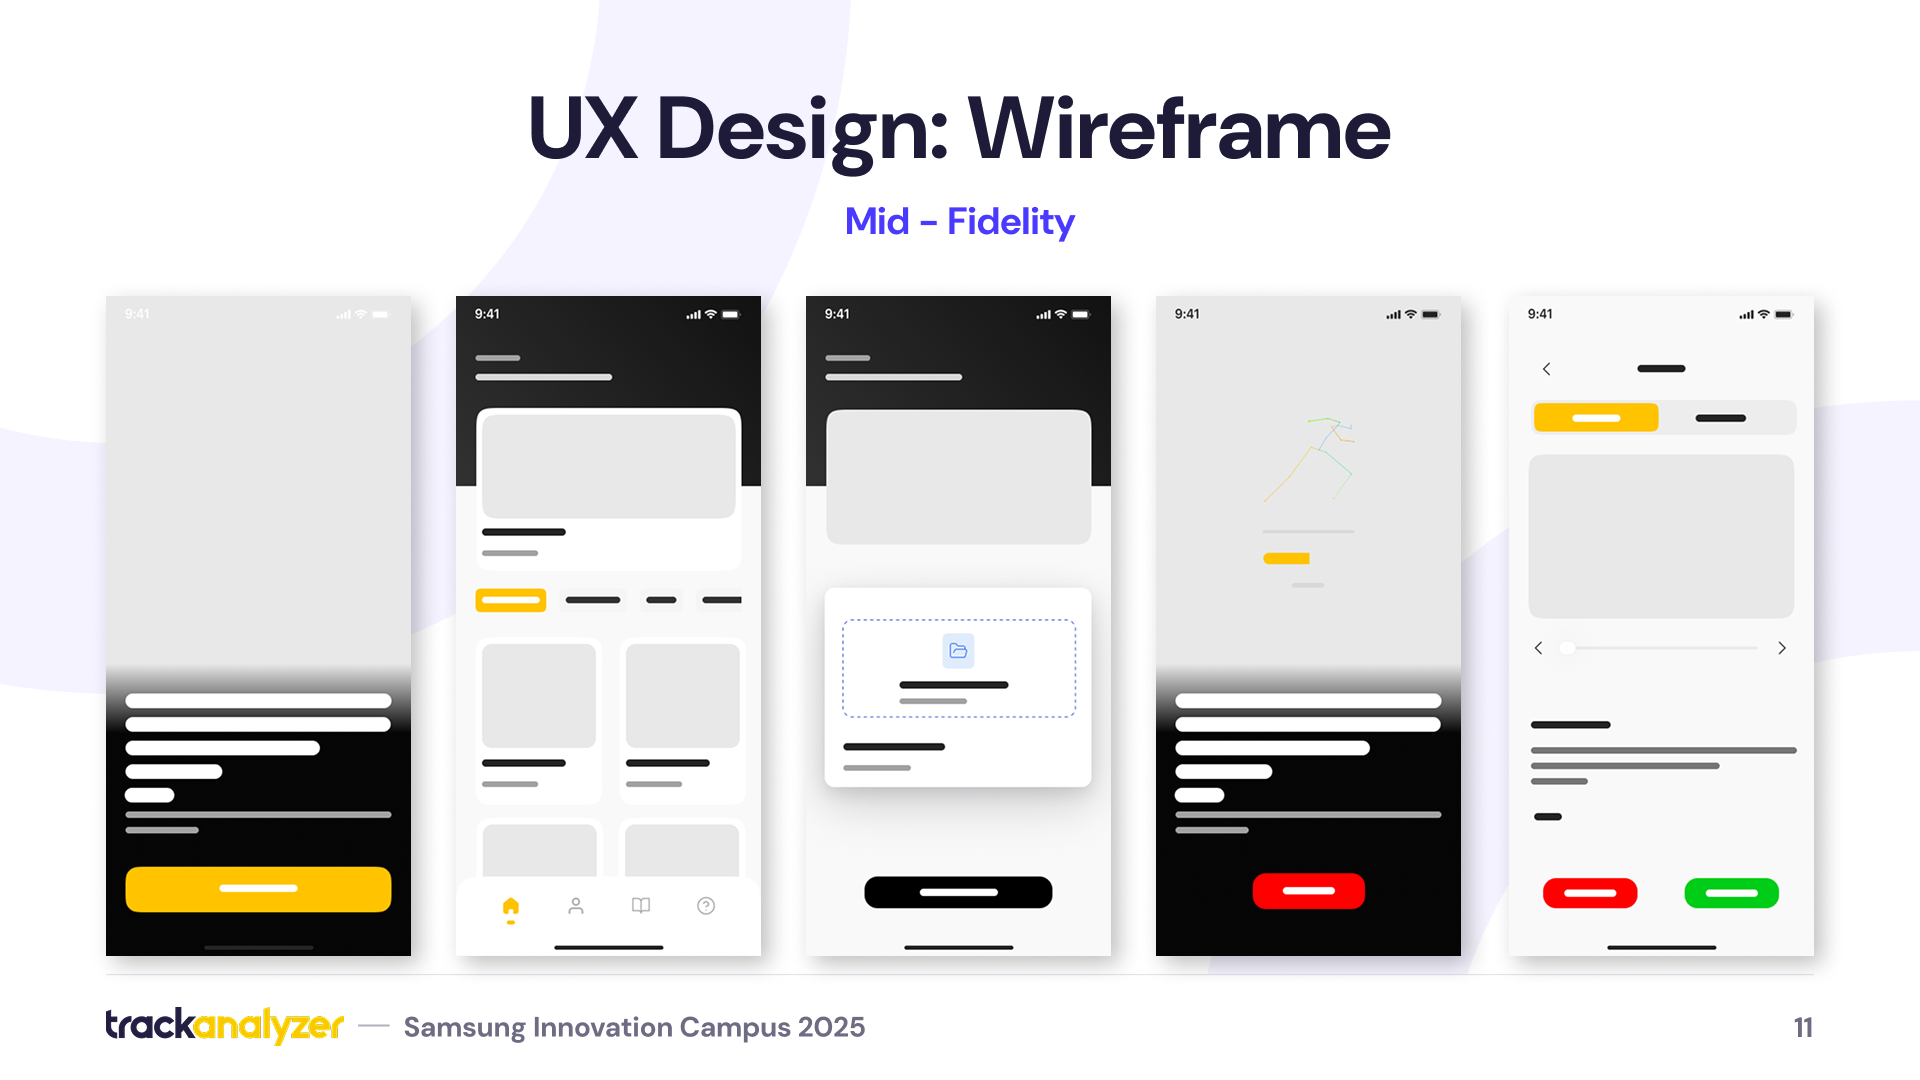 UX Design: Wireframe
Mid - Fidelity
9:41
9:41
9:41
9:41
9:41
trackanalyzer — Samsung Innovation Campus 2025
11